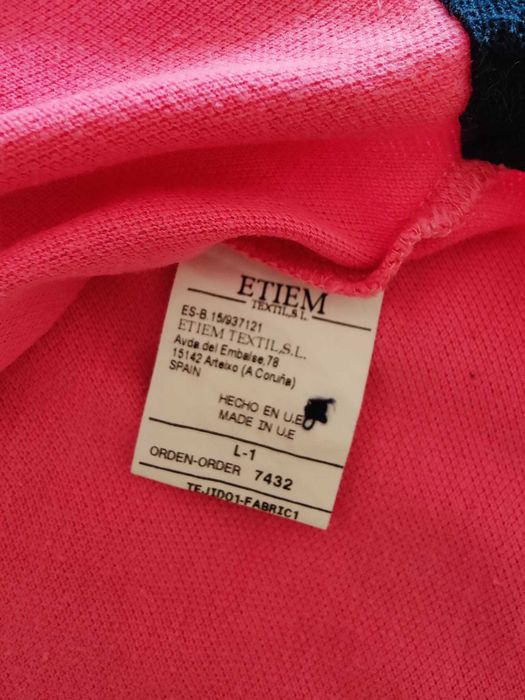 ETIEM
TEXTIL,S.L.
ES-B 15/937121
ETIEM TEXTIL,S.L.
Avda del Embalse,78
15142 Arteixo (A Coruña)
SPAIN
HECHO EN U.E
MADE IN U.E
L-1
ORDEN-ORDER 7432
TEJIDO1-FABRIC1